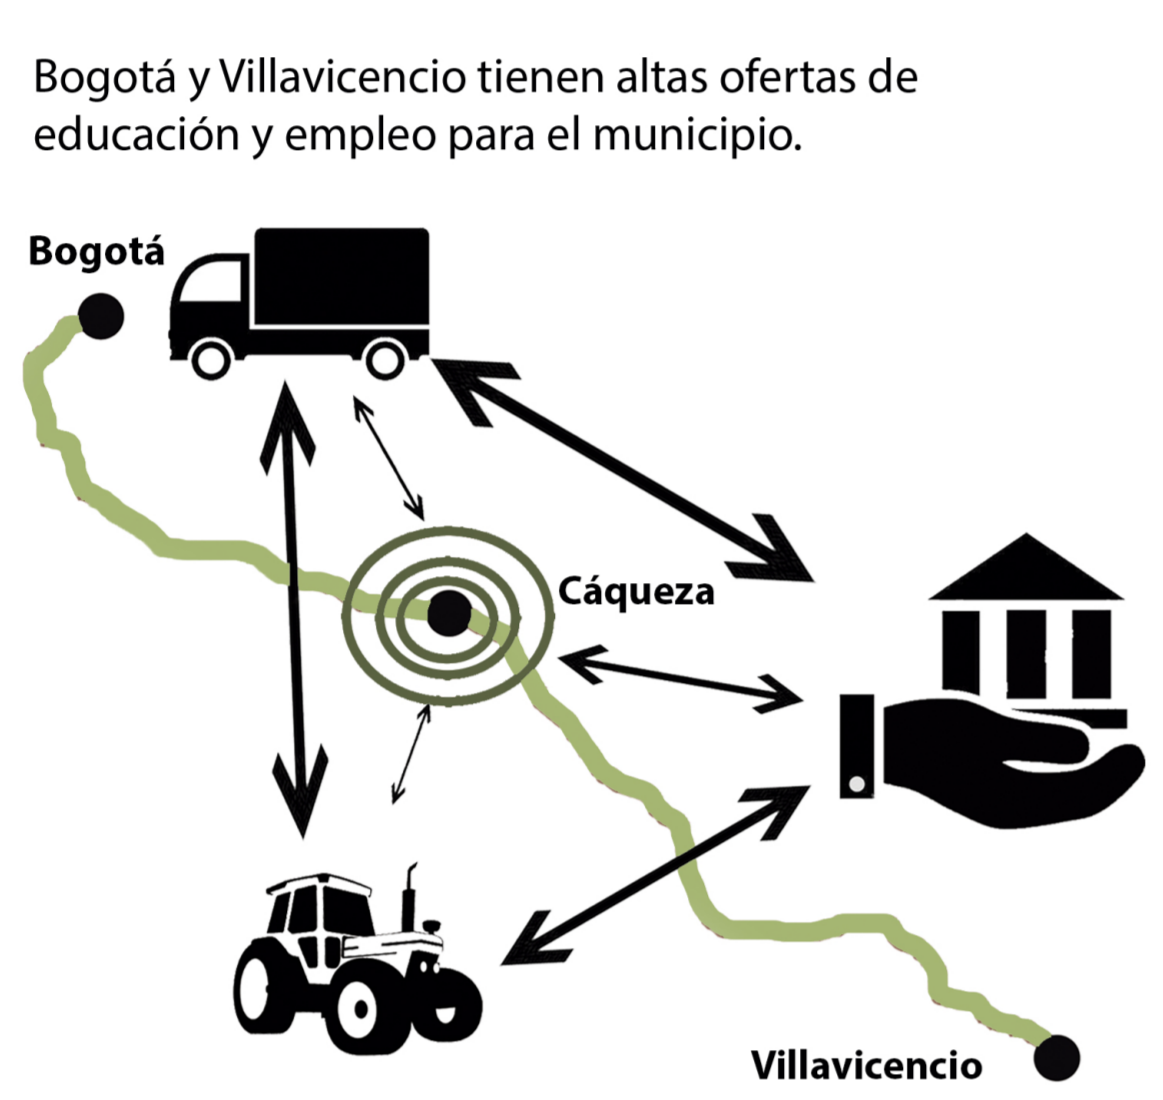 Bogotá y Villavicencio tienen altas ofertas de
educación y empleo para el municipio.
Bogotá
Cáqueza
Villavicencio